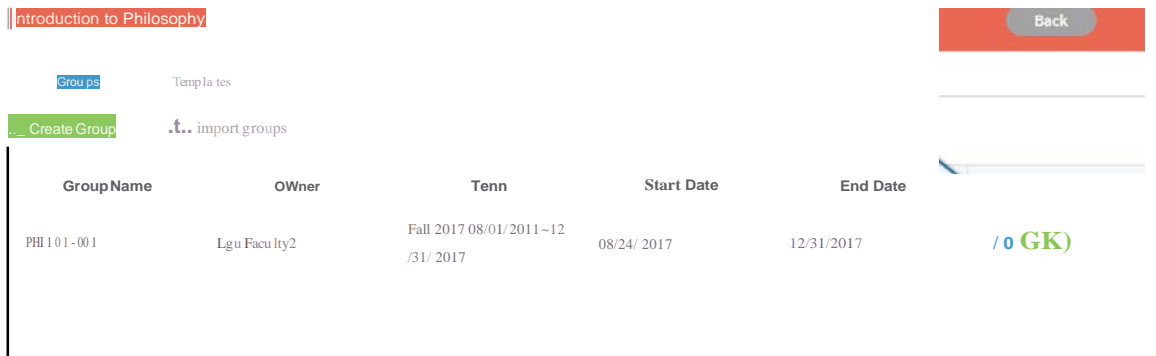 ntroduction to Philosophy
Back
Grou ps
Templa tes
.._ Create Group
.t.. import groups
Group Name
OWner
Tenn
Start Date
End Date
PHI 1 0 1 - 00 1
Lgu Facu lty2
Fall 2017 08/01/2011~12
/31/ 2017
08/24/ 2017
12/31/2017
/ 0 GK)